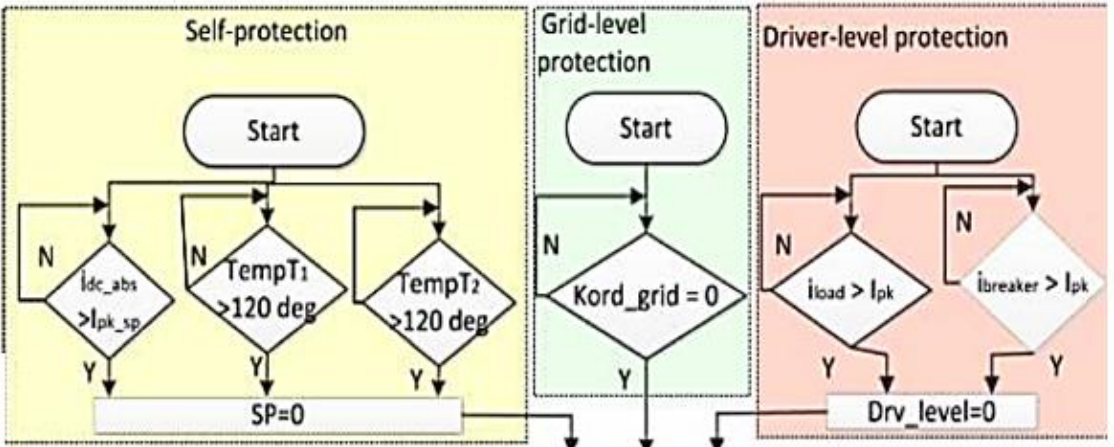 Self-protection
Start
N
idc_abs
>Ipk_sp
Y
N
TempT1
>120 deg
Y
TempT2
>120 deg
Y
SP=0
Grid-level
protection
Start
N
Kord_grid = 0
Y
Driver-level protection
Start
N
iload > Ipk
Y
N
ibreaker > Ipk
Y
Drv_level=0